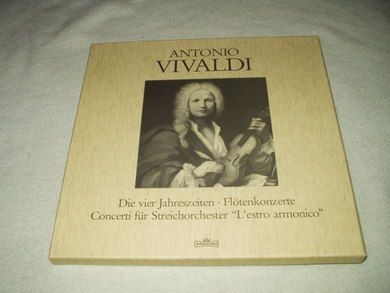 ANTONIO
VIVALDI
Die vier Jahreszeiten · Flötenkonzerte
Concerti für Streichorchester "L'estro armonico"